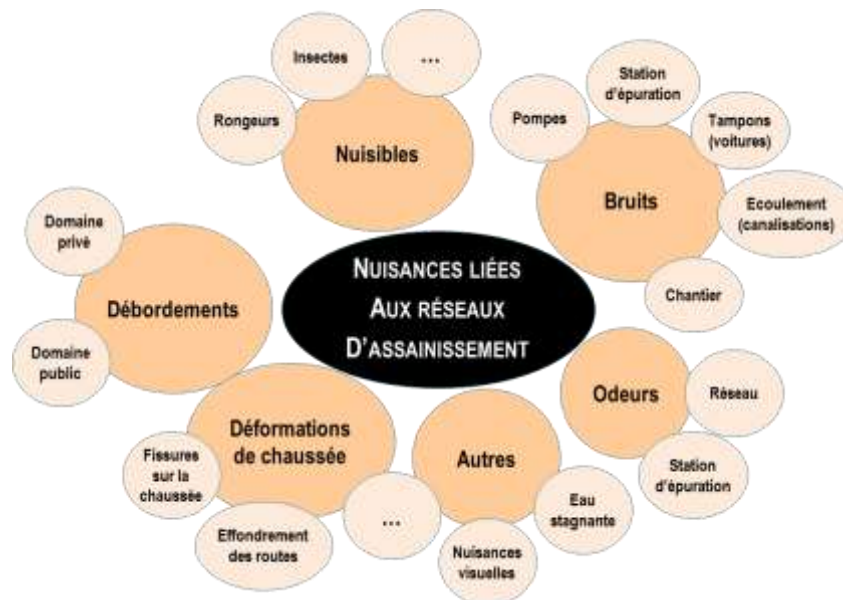 Insectes
...
Rongeurs
Nuisibles
Station
d'épuration
Pompes
Tampons
(voitures)
Bruits
Ecoulement
(canalisations)
Chantier
Domaine
privé
Débordements
Domaine
public
NUISANCES LIÉES
AUX RÉSEAUX
D'ASSAINISSEMENT
Odeurs
Réseau
Station
d'épuration
Déformations
de chaussée
Fissures
sur la
chaussée
Effondrement
des routes
...
Autres
Eau
stagnante
Nuisances
visuelles